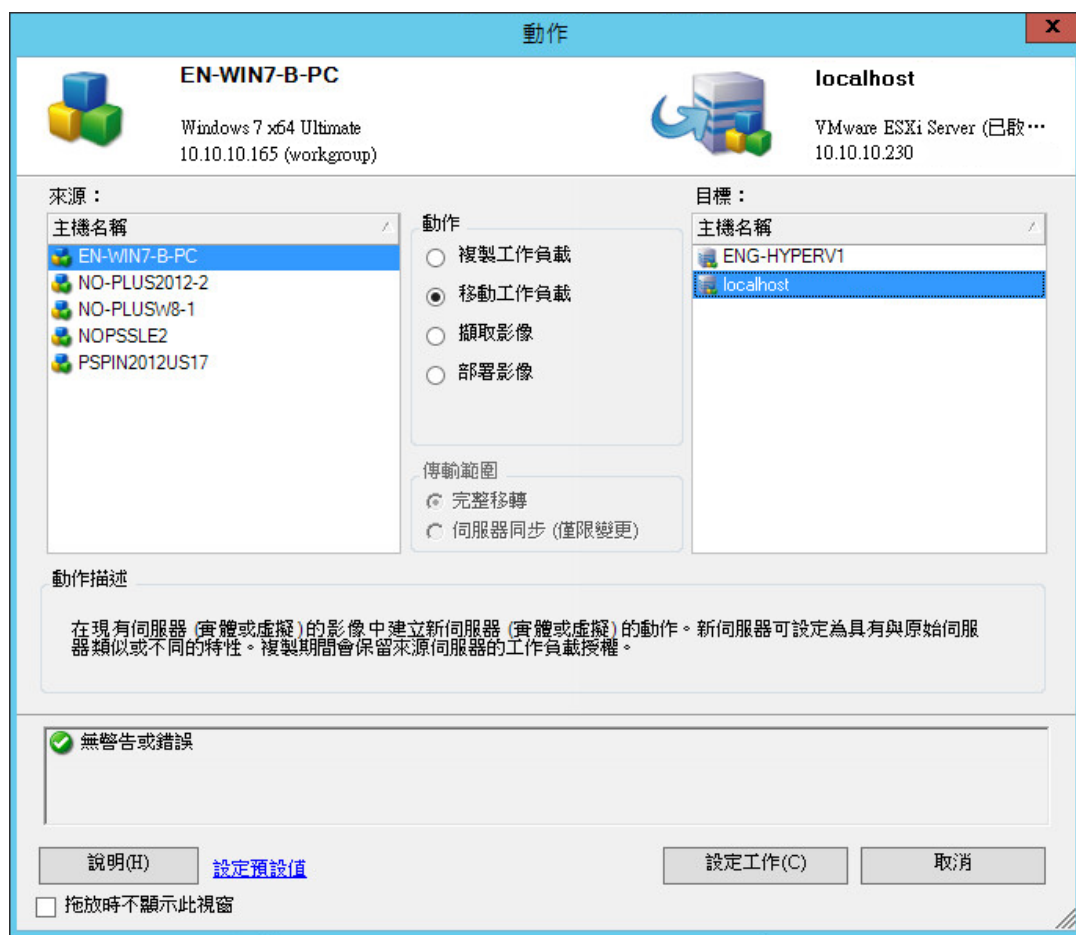 動作
EN-WIN7-B-PC
Windows 7 x64 Ultimate
10.10.10.165 (workgroup)
localhost
VMware ESXi Server (已啟⋯
10.10.10.230
來源：
主機名稱
EN-WIN7-B-PC
NO-PLUS2012-2
NO-PLUSW8-1
NOPSSLE2
PSPIN2012US17
動作
複製工作負載
移動工作負載
擷取影像
部署影像
傳輸範圍
完整移轉
伺服器同步 (僅限變更)
目標：
主機名稱
ENG-HYPERV1
localhost
動作描述
在現有伺服器 (實體或虛擬) 的影像中建立新伺服器 (實體或虛擬) 的動作。新伺服器可設定為具有與原始伺服
器類似或不同的特性。複製期間會保留來源伺服器的工作負載授權。
無警告或錯誤
說明(H)
設定預設值
設定工作(C)
取消
拖放時不顯示此視窗